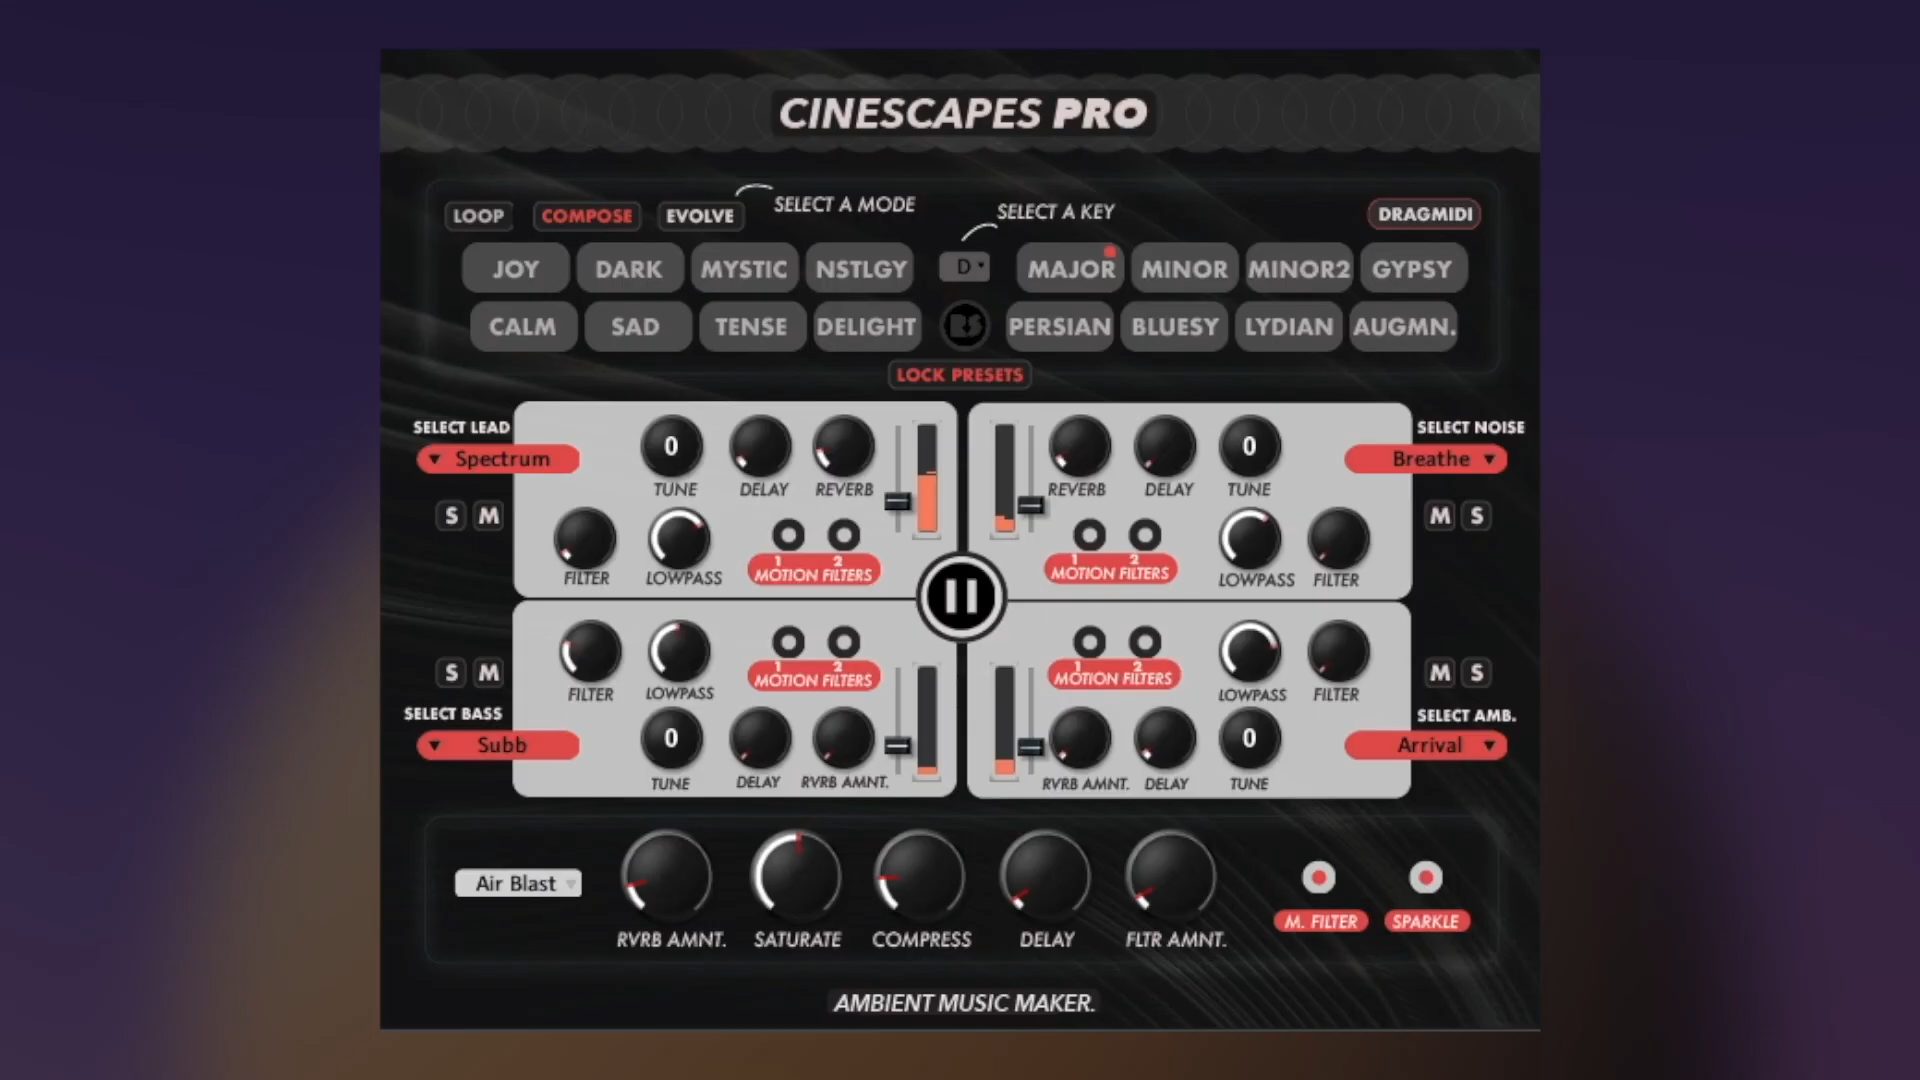 CINESCAPES PRO
LOOP COMPOSE EVOLVE SELECT A MODE SELECT A KEY DRAGMIDI
JOY DARK MYSTIC NSTLGY D MAJOR MINOR MINOR2 GYPSY
CALM SAD TENSE DELIGHT BS PERSIAN BLUESY LYDIAN AUGMN.
LOCK PRESETS
SELECT LEAD SELECT NOISE
Spectrum 0 0 Breathe
TUNE DELAY REVERB REVERB DELAY TUNE
S M M S
1 2 1 2
FILTER LOWPASS MOTION FILTERS MOTION FILTERS LOWPASS FILTER
S M 1 2 1 2 M S
FILTER LOWPASS MOTION FILTERS MOTION FILTERS LOWPASS FILTER
SELECT BASS SELECT AMB.
Subb 0 0 Arrival
TUNE DELAY RVRB AMNT. RVRB AMNT. DELAY TUNE
Air Blast
RVRB AMNT. SATURATE COMPRESS DELAY FLTR AMNT. M. FILTER SPARKLE
AMBIENT MUSIC MAKER.